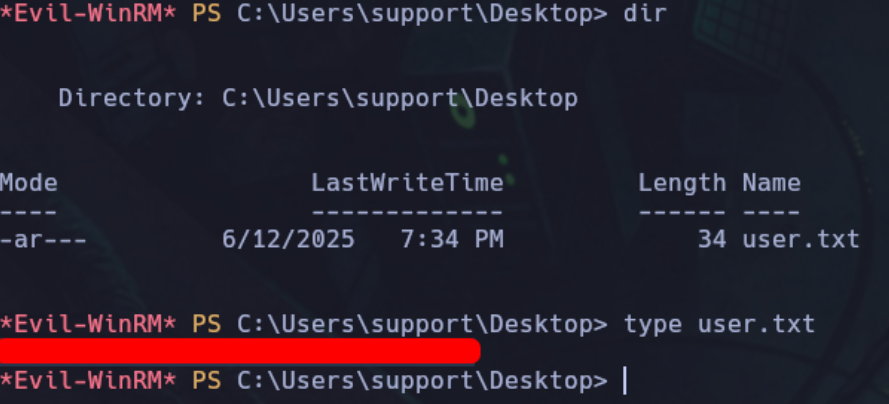 *Evil-WinRM* PS C:\Users\support\Desktop> dir
Directory: C:\Users\support\Desktop
Mode LastWriteTime Length Name
---- ------------- ------ ----
-ar--- 6/12/2025 7:34 PM 34 user.txt
*Evil-WinRM* PS C:\Users\support\Desktop> type user.txt
*Evil-WinRM* PS C:\Users\support\Desktop>